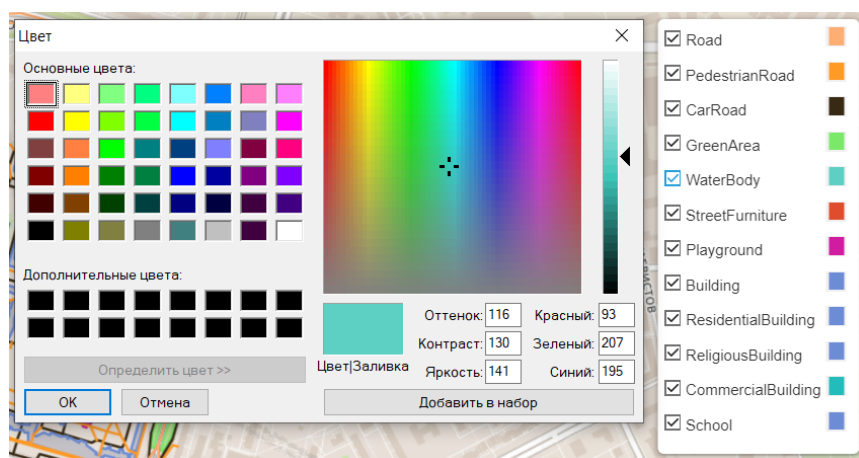 Цвет
Основные цвета:
Дополнительные цвета:
Определить цвет >>
OK
Отмена
Цвет|Заливка
Оттенок: 116
Контраст: 130
Яркость: 141
Красный: 93
Зеленый: 207
Синий: 195
Добавить в набор
Road
PedestrianRoad
CarRoad
GreenArea
WaterBody
StreetFurniture
Playground
Building
ResidentialBuilding
ReligiousBuilding
CommercialBuilding
School